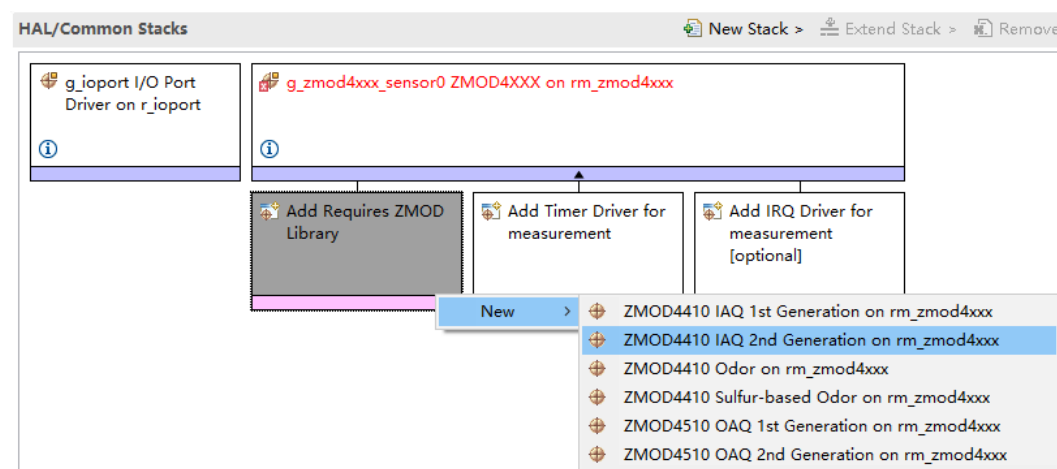 HAL/Common Stacks
New Stack >
Extend Stack >
Remove
g_ioport I/O Port
Driver on r_ioport
g_zmod4xxx_sensor0 ZMOD4XXX on rm_zmod4xxx
Add Requires ZMOD
Library
Add Timer Driver for
measurement
Add IRQ Driver for
measurement
[optional]
New >
ZMOD4410 IAQ 1st Generation on rm_zmod4xxx
ZMOD4410 IAQ 2nd Generation on rm_zmod4xxx
ZMOD4410 Odor on rm_zmod4xxx
ZMOD4410 Sulfur-based Odor on rm_zmod4xxx
ZMOD4510 OAQ 1st Generation on rm_zmod4xxx
ZMOD4510 OAQ 2nd Generation on rm_zmod4xxx